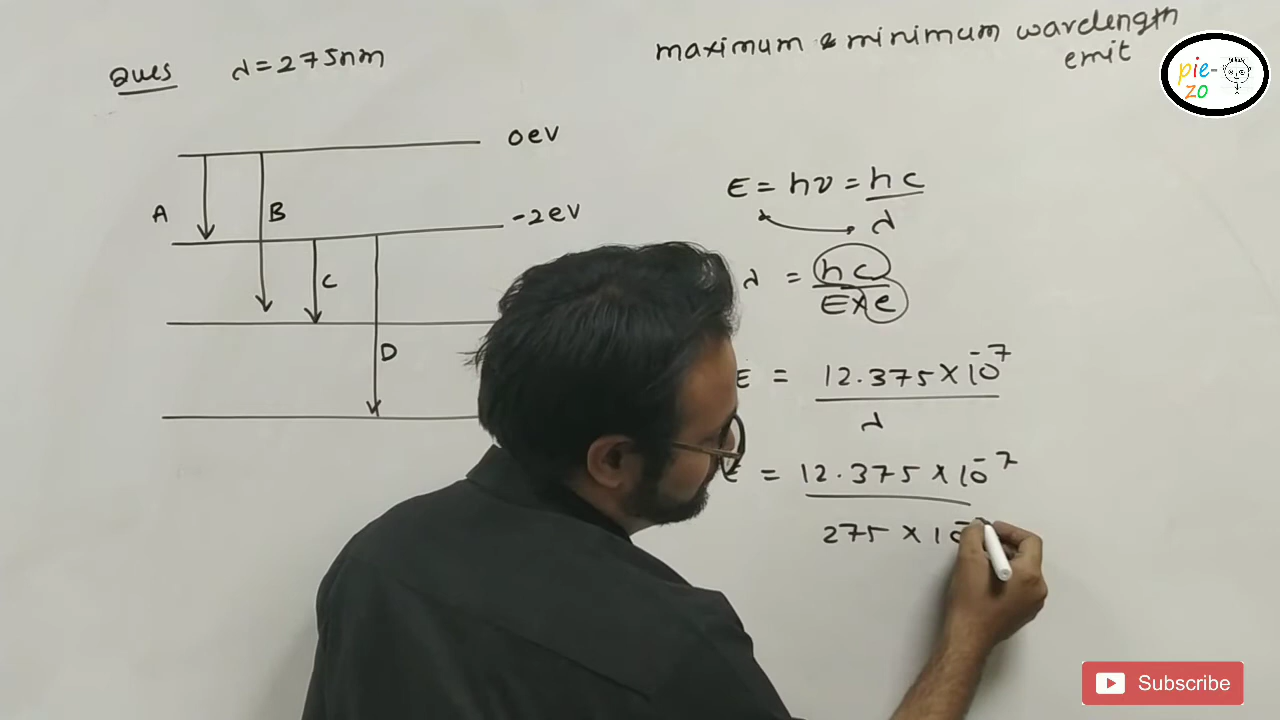 Ques λ=275nm
maximum & minimum wavelength
emit
pie-
zo
0eV
A
B
-2eV
C
D
E = hν = hc
λ
λ = hc
E×e
E = 12.375×10⁻⁷
λ
E = 12.375×10⁻⁷
275×10
Subscribe